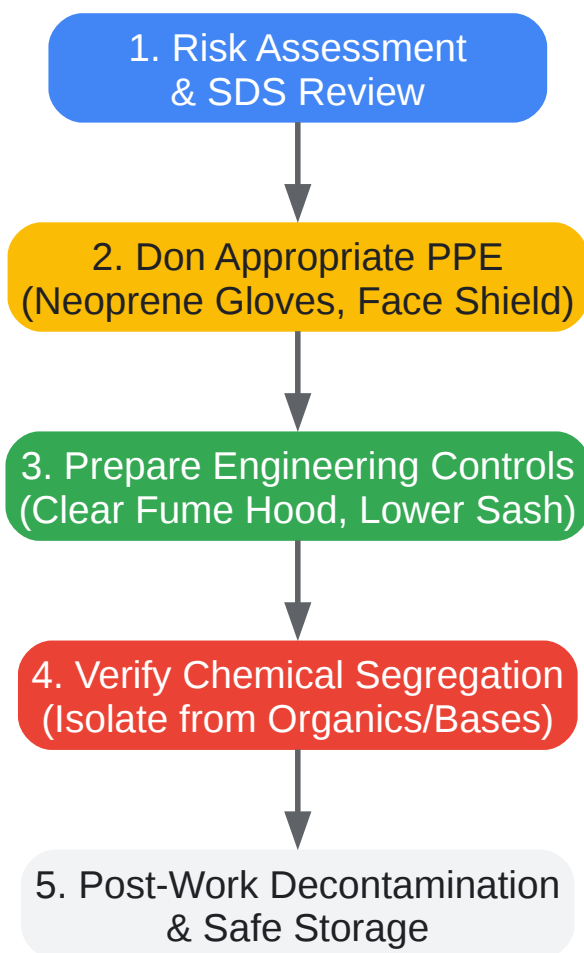 1. Risk Assessment
& SDS Review
2. Don Appropriate PPE
(Neoprene Gloves, Face Shield)
3. Prepare Engineering Controls
(Clear Fume Hood, Lower Sash)
4. Verify Chemical Segregation
(Isolate from Organics/Bases)
5. Post-Work Decontamination
& Safe Storage